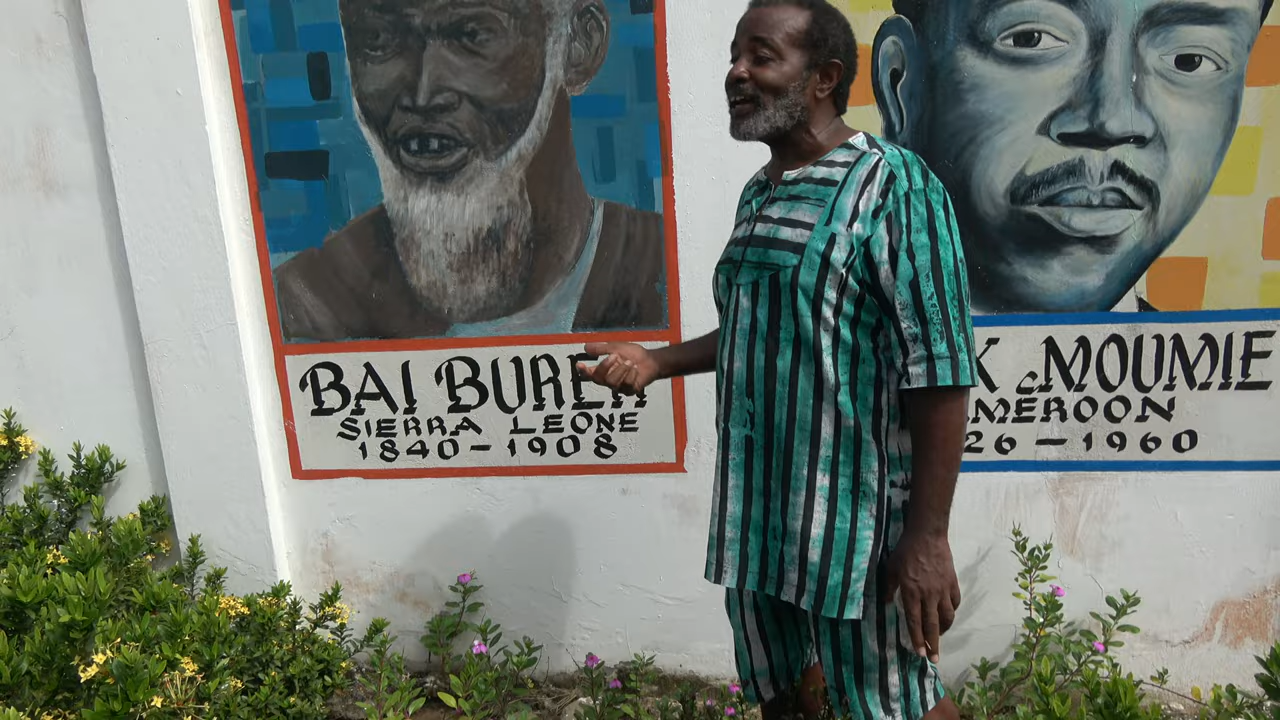 BAI BUREH
SIERRA LEONE
1840-1908
K MOUMIE
MEROON
26-1960